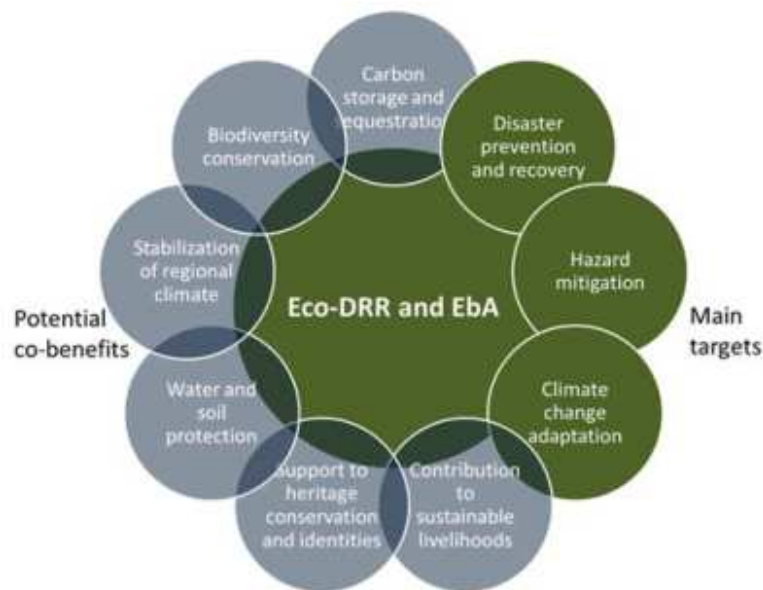 Carbon
storage and
sequestration
Disaster
prevention
and recovery
Hazard
mitigation
Main
targets
Climate
change
adaptation
Contribution
to
sustainable
livelihoods
Support to
heritage
conservation
and identities
Water and
soil
protection
Potential
co-benefits
Stabilization
of regional
climate
Biodiversity
conservation
Eco-DRR and EbA